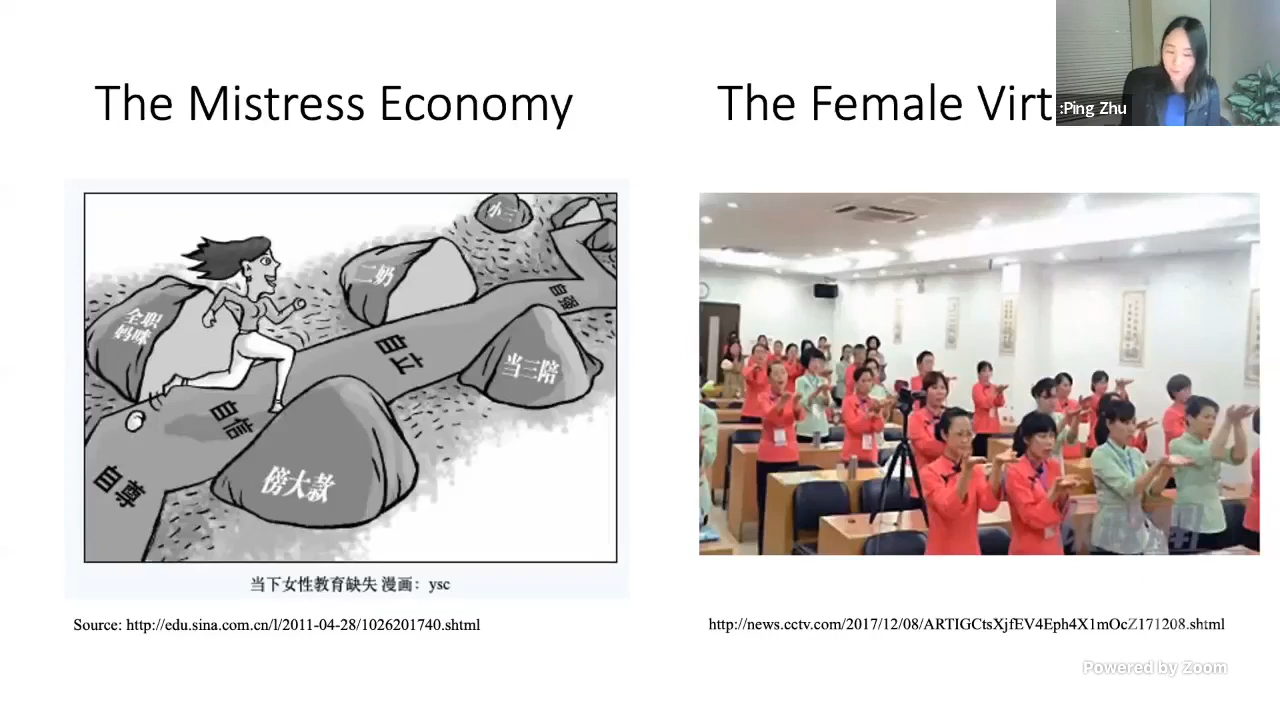 The Mistress Economy
The Female Virt
:Ping Zhu
小三
二奶
自强
全职
妈咪
自立
当三陪
自信
傍大款
自尊
当下女性教育缺失 漫画：ysc
Source: http://edu.sina.com.cn/l/2011-04-28/1026201740.shtml
http://news.cctv.com/2017/12/08/ARTIGCtsXjfEV4Eph4X1mOcZ171208.shtml
Powered by Zoom